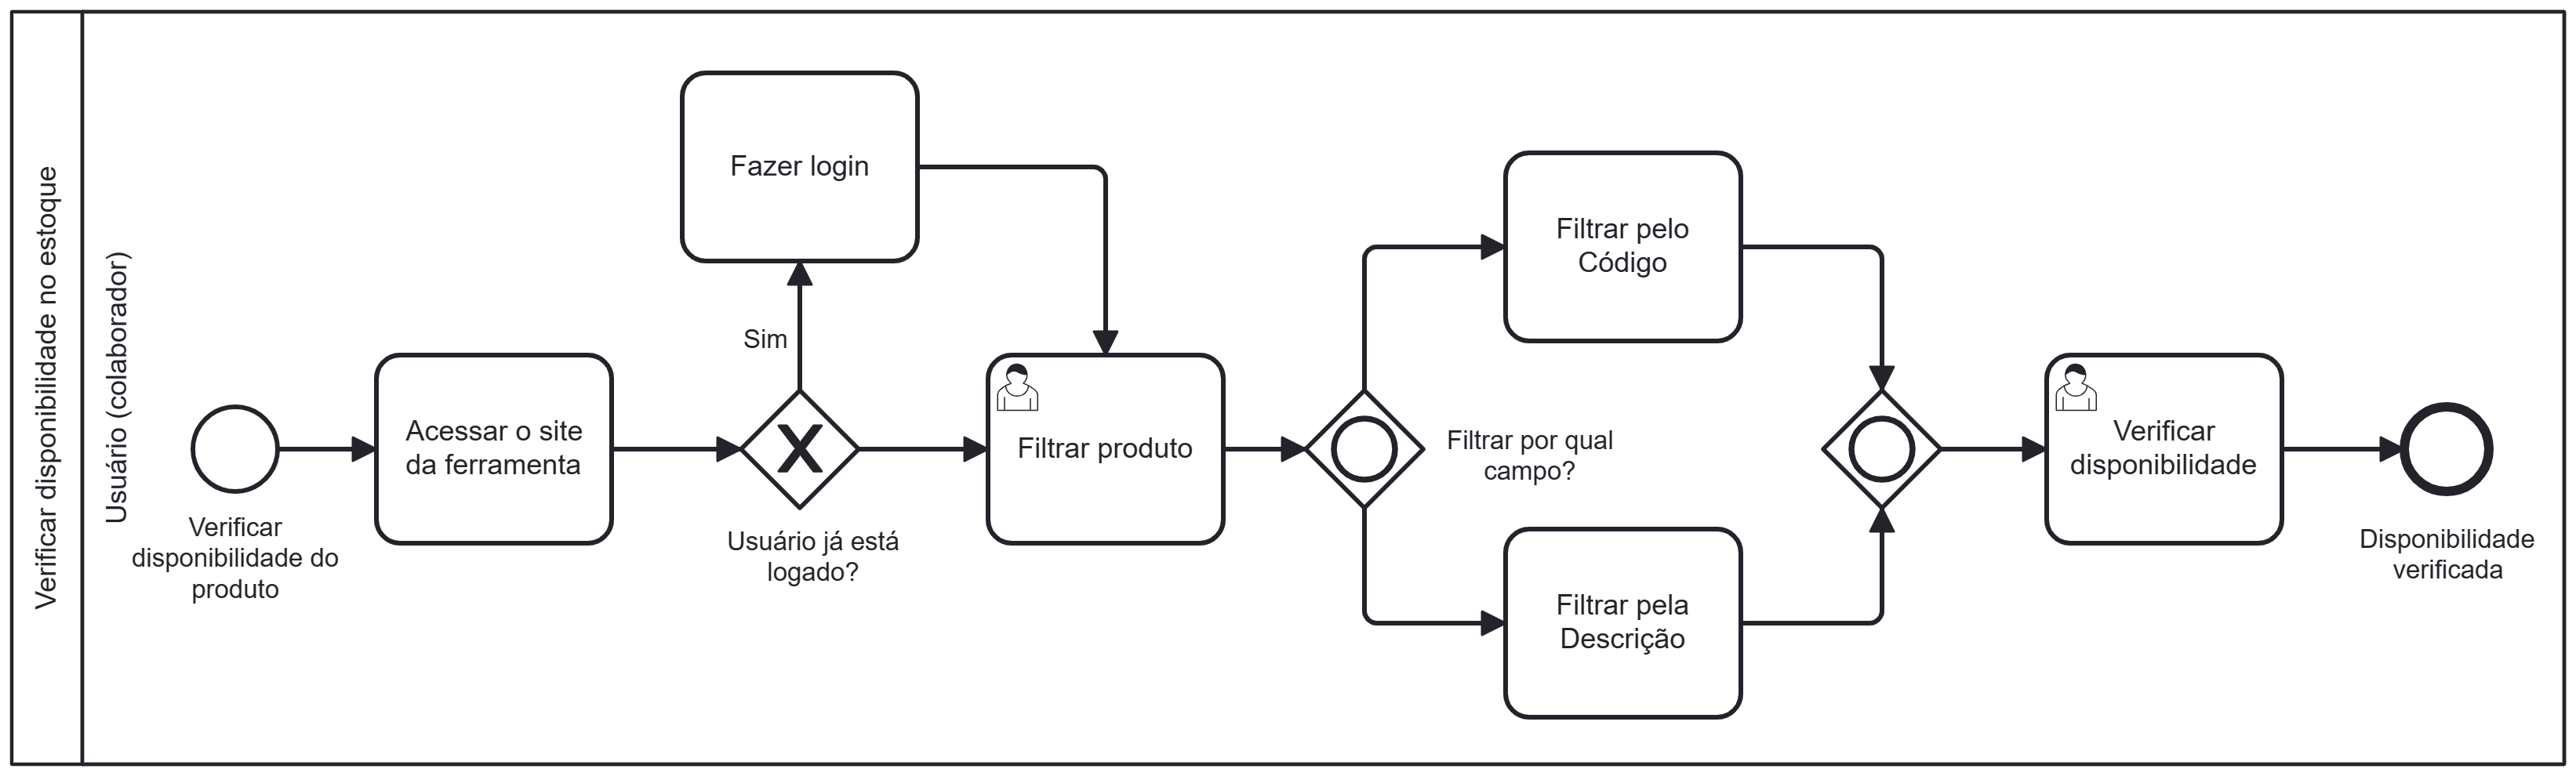 Verificar disponibilidade no estoque
Usuário (colaborador)
Verificar
disponibilidade do
produto
Acessar o site
da ferramenta
Usuário já está
logado?
Sim
Fazer login
Filtrar produto
Filtrar por qual
campo?
Filtrar pelo
Código
Filtrar pela
Descrição
Verificar
disponibilidade
Disponibilidade
verificada